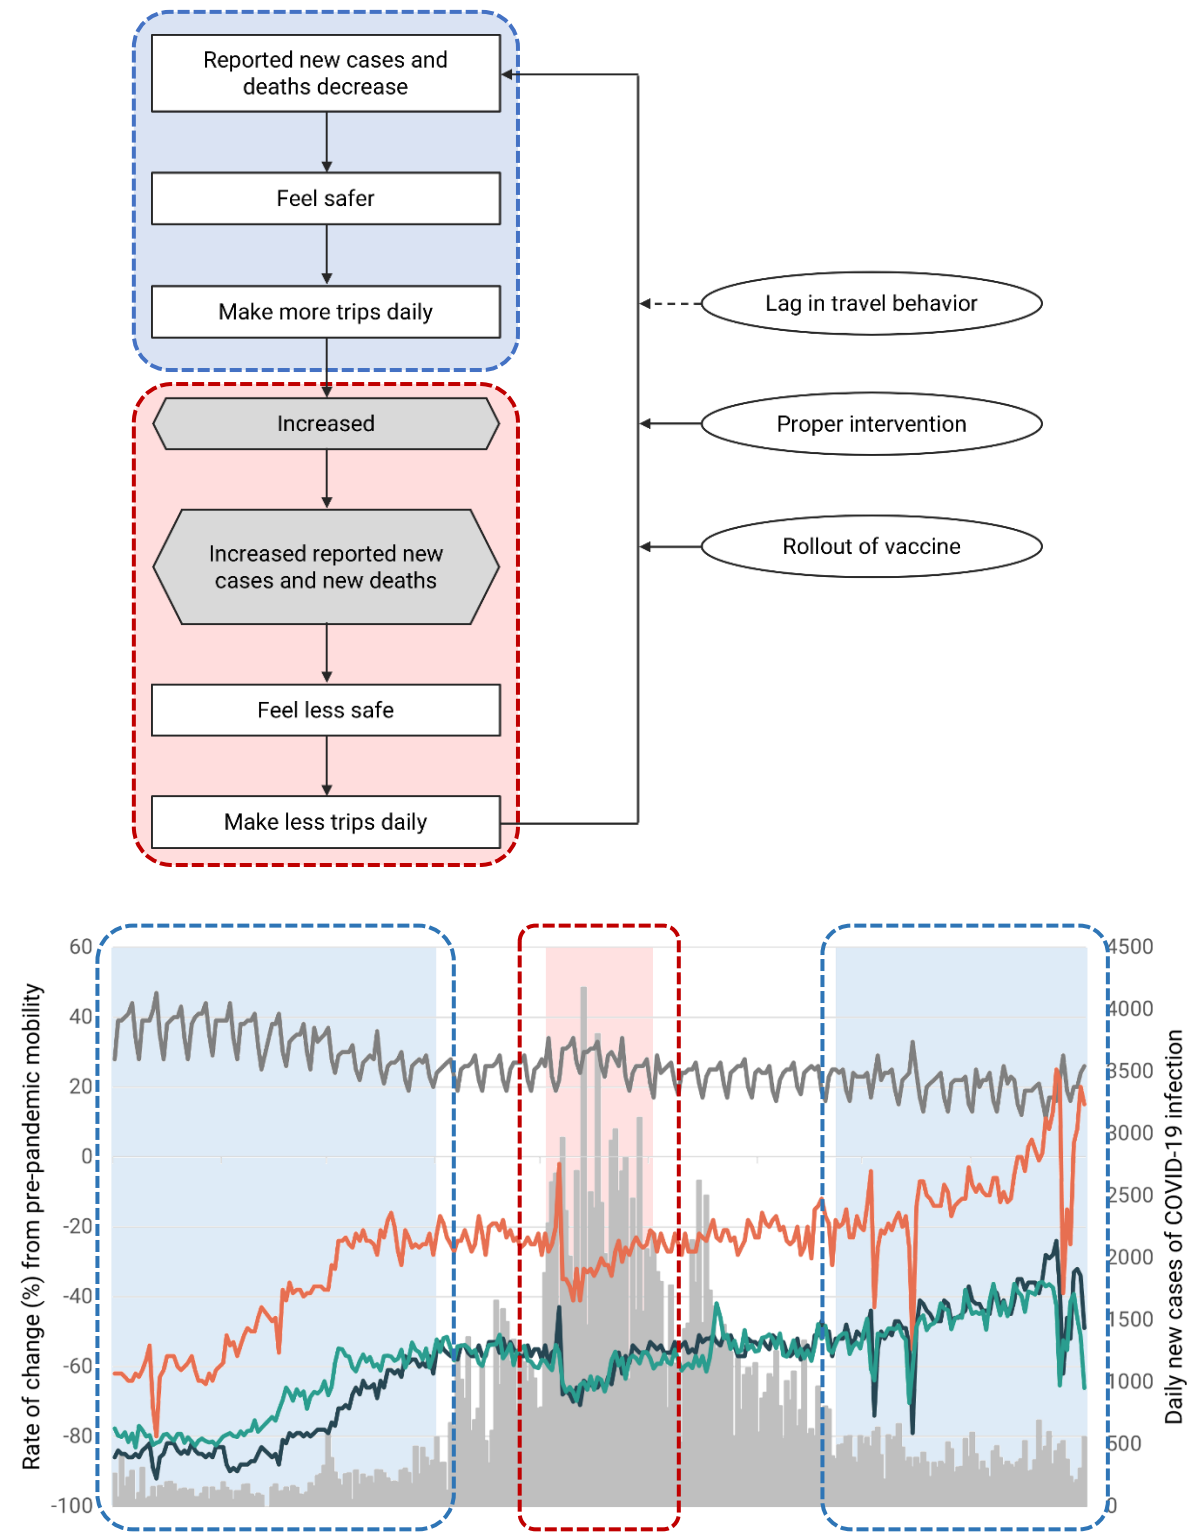 Reported new cases and
deaths decrease
Feel safer
Make more trips daily
Lag in travel behavior
Increased
Proper intervention
Increased reported new
cases and new deaths
Rollout of vaccine
Feel less safe
Make less trips daily
Rate of change (%) from pre-pandemic mobility
60
40
20
0
-20
-40
-60
-80
-100
4500
4000
3500
3000
2500
2000
1500
1000
500
0
Daily new cases of COVID-19 infection